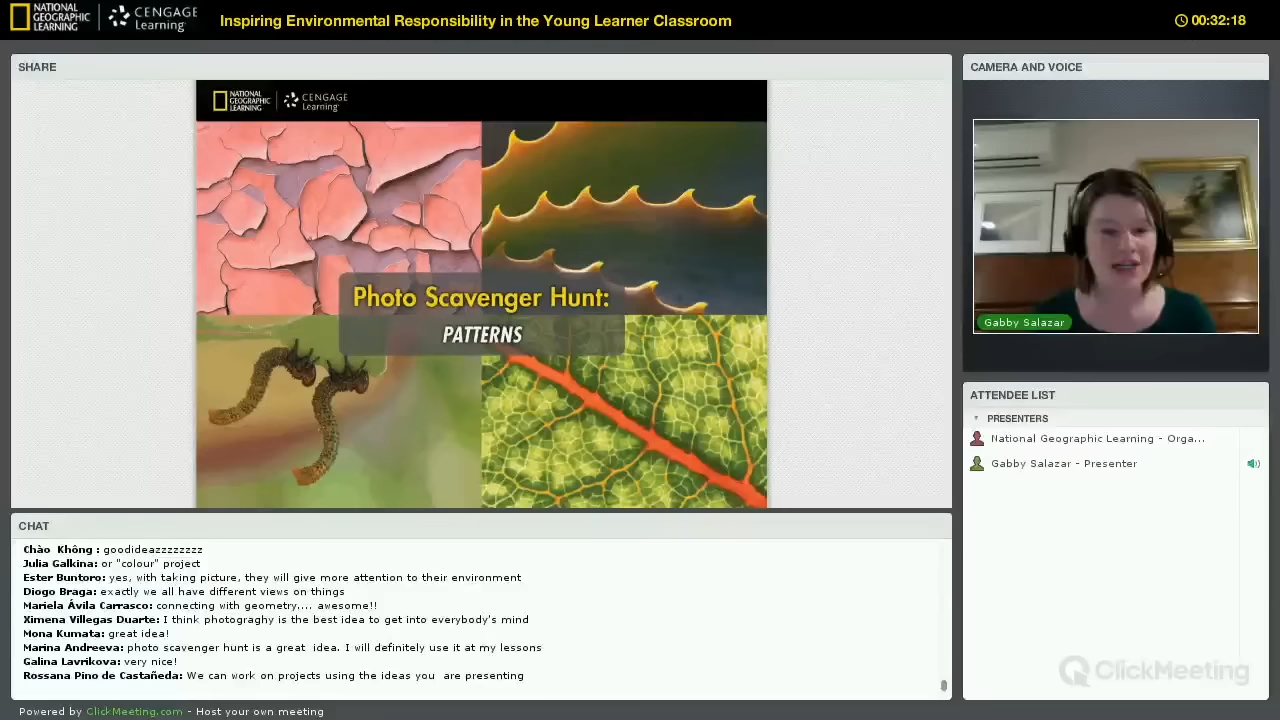 NATIONAL GEOGRAPHIC LEARNING
CENGAGE Learning
Inspiring Environmental Responsibility in the Young Learner Classroom
00:32:18
SHARE
NATIONAL GEOGRAPHIC LEARNING
CENGAGE Learning
Photo Scavenger Hunt:
PATTERNS
CAMERA AND VOICE
Gabby Salazar
ATTENDEE LIST
PRESENTERS
National Geographic Learning - Orga...
Gabby Salazar - Presenter
CHAT
Chào Không : goodideazzzzzzzz
Julia Galkina: or "colour" project
Ester Buntoro: yes, with taking picture, they will give more attention to their environment
Diogo Braga: exactly we all have different views on things
Mariela Ávila Carrasco: connecting with geometry.... awesome!!
Ximena Villegas Duarte: I think photograghy is the best idea to get into everybody's mind
Mona Kumata: great idea!
Marina Andreeva: photo scavenger hunt is a great idea. I will definitely use it at my lessons
Galina Lavrikova: very nice!
Rossana Pino de Castañeda: We can work on projects using the ideas you are presenting
ClickMeeting
Powered by ClickMeeting.com - Host your own meeting